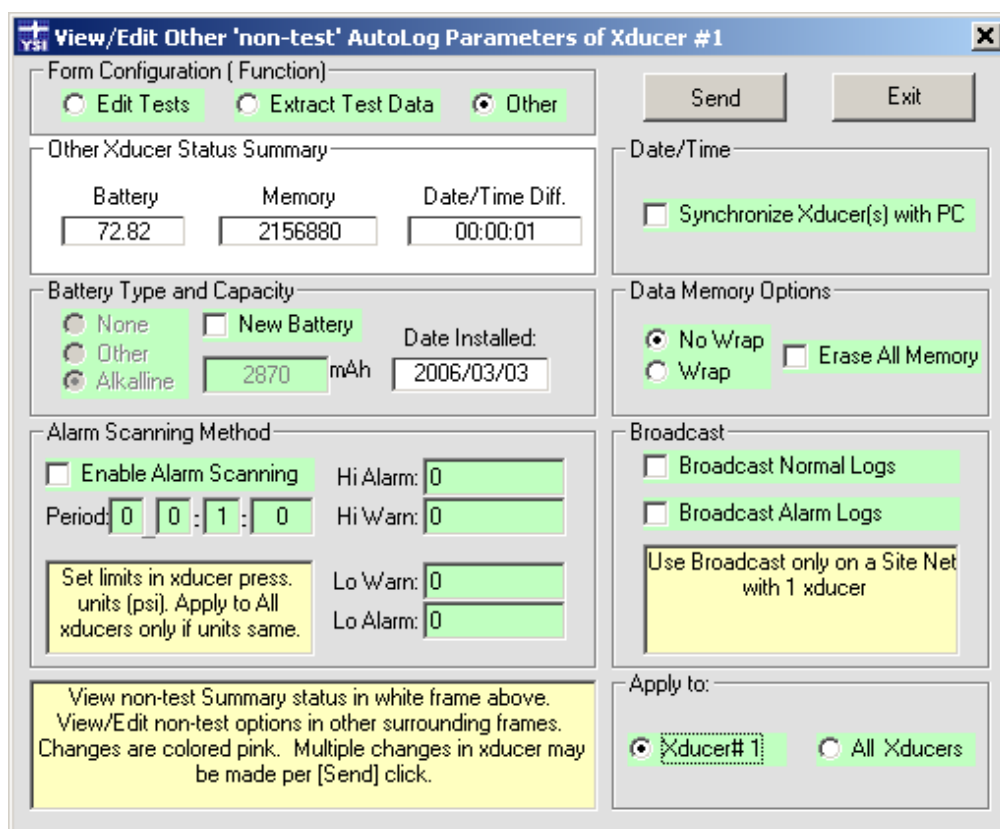 YSI View/Edit Other 'non-test' AutoLog Parameters of Xducer #1
Form Configuration ( Function)
Edit Tests Extract Test Data Other
Send Exit
Other Xducer Status Summary
Battery Memory Date/Time Diff.
72.82 2156880 00:00:01
Date/Time
Synchronize Xducer(s) with PC
Battery Type and Capacity
None
Other
Alkalline
New Battery
2870 mAh
Date Installed:
2006/03/03
Data Memory Options
No Wrap
Wrap
Erase All Memory
Alarm Scanning Method
Enable Alarm Scanning
Period: 0 _ 0 : 1 : 0
Set limits in xducer press.
units (psi). Apply to All
xducers only if units same.
Hi Alarm: 0
Hi Warn: 0
Lo Warn: 0
Lo Alarm: 0
Broadcast
Broadcast Normal Logs
Broadcast Alarm Logs
Use Broadcast only on a Site Net
with 1 xducer
View non-test Summary status in white frame above.
View/Edit non-test options in other surrounding frames.
Changes are colored pink. Multiple changes in xducer may
be made per [Send] click.
Apply to:
Xducer# 1 All Xducers